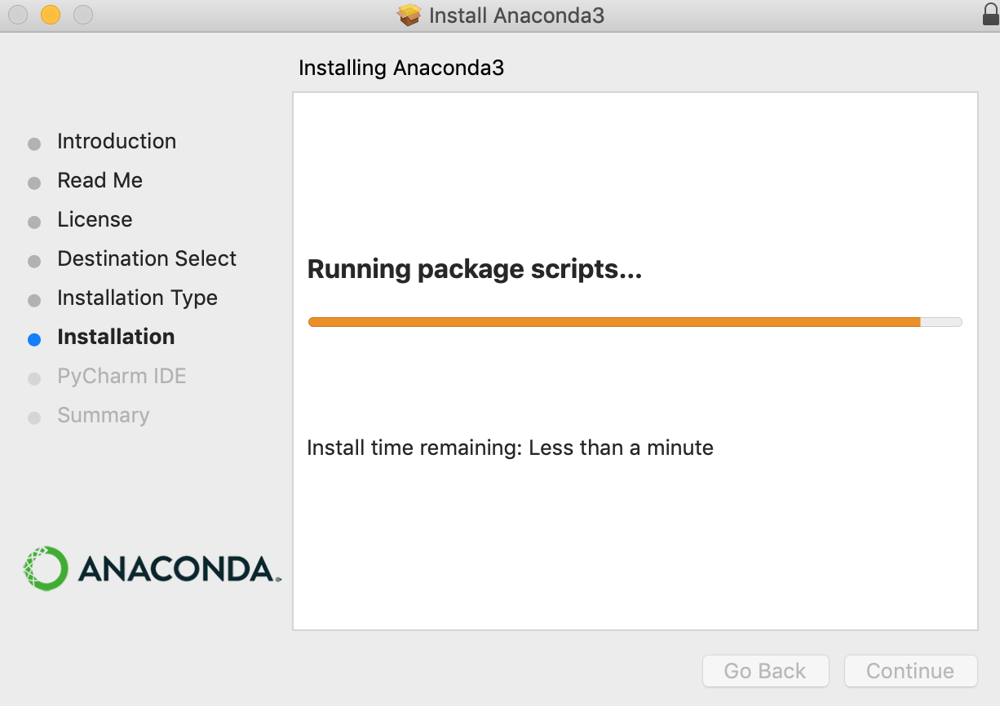 Install Anaconda3
Installing Anaconda3
Introduction
Read Me
License
Destination Select
Installation Type
Installation
PyCharm IDE
Summary
Running package scripts...
Install time remaining: Less than a minute
ANACONDA.
Go Back
Continue